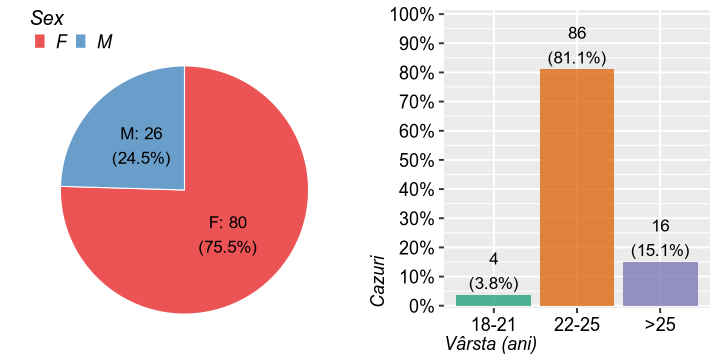 Sex
F M
M: 26
(24.5%)
F: 80
(75.5%)
100%
90%
80%
70%
60%
50%
40%
30%
20%
10%
0%
Cazuri
86
(81.1%)
16
(15.1%)
4
(3.8%)
18-21 22-25 >25
Vârsta (ani)